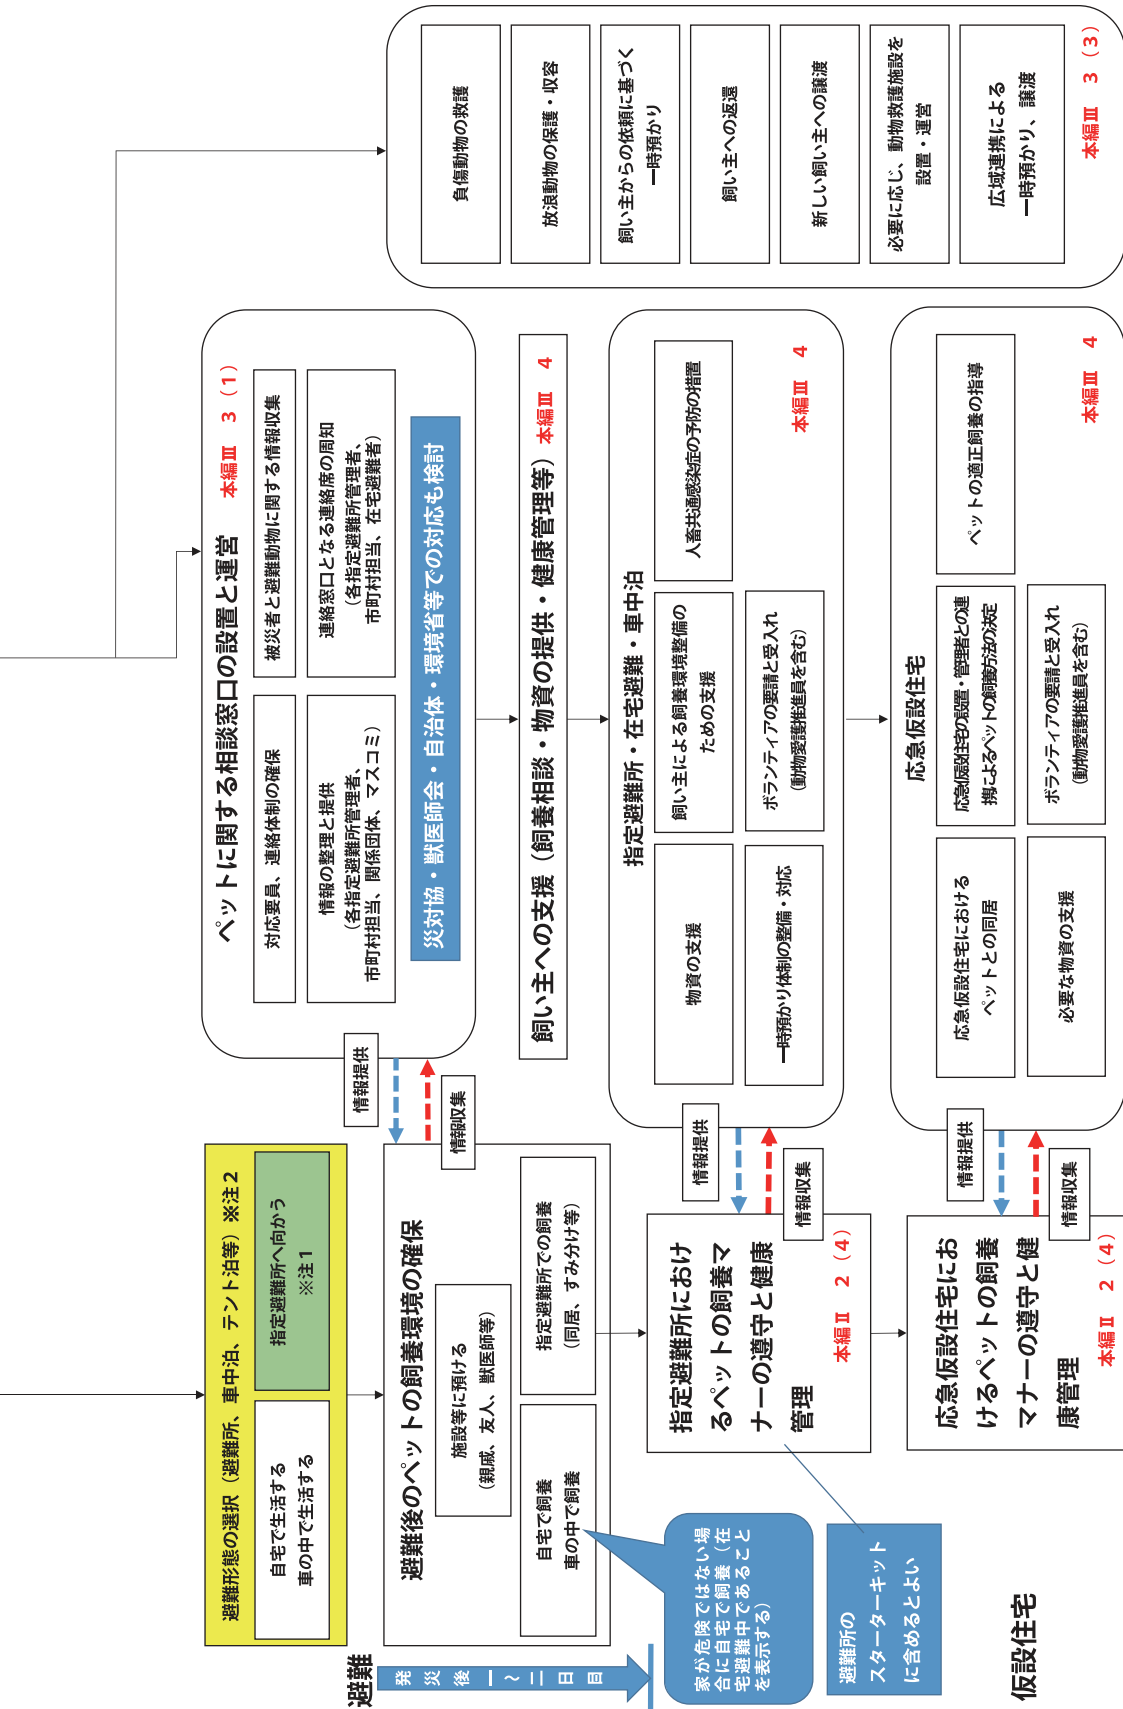 避難
発災後一〜二日目
仮設住宅
避難形態の選択（避難所、車中泊、テント泊等）※注２
自宅で生活する
車の中で生活する
指定避難所へ向かう
※注１
避難後のペットの飼養環境の確保
施設等に預ける
（親戚、友人、獣医師等）
自宅で飼養
車の中で飼養
指定避難所での飼養
（同居、すみ分け等）
家が危険ではない場
合に自宅で飼養（在
宅避難中であること
を表示する）
指定避難所におけ
るペットの飼養マ
ナーの遵守と健康
管理
本編Ⅱ　２（４）
避難所の
スターターキット
に含めるとよい
応急仮設住宅にお
けるペットの飼養
マナーの遵守と健
康管理
本編Ⅱ　２（４）
情報提供
情報収集
情報提供
情報収集
情報提供
情報収集
ペットに関する相談窓口の設置と運営
本編Ⅲ　３（１）
対応要員、連絡体制の確保
被災者と避難動物に関する情報収集
情報の整理と提供
（各指定避難所管理者、
市町村担当、関係団体、マスコミ）
連絡窓口となる連絡席の周知
（各指定避難所管理者、
市町村担当、在宅避難者）
災対協・獣医師会・自治体・環境省等での対応も検討
飼い主への支援（飼養相談・物資の提供・健康管理等）
本編Ⅲ　４
指定避難所・在宅避難・車中泊
物資の支援
飼い主による飼養環境整備の
ための支援
人畜共通感染症の予防の措置
一時預かり体制の整備・対応
ボランティアの要請と受入れ
（動物愛護推進員を含む）
本編Ⅲ　４
応急仮設住宅
応急仮設住宅における
ペットとの同居
応急仮設住宅の設置・管理者との連
携によるペットの飼養方法の決定
ペットの適正飼養の指導
必要な物資の支援
ボランティアの要請と受入れ
（動物愛護推進員を含む）
本編Ⅲ　４
負傷動物の救護
放浪動物の保護・収容
飼い主からの依頼に基づく
一時預かり
飼い主への返還
新しい飼い主への譲渡
必要に応じ、動物救護施設を
設置・運営
広域連携による
一時預かり、譲渡
本編Ⅲ　３（３）